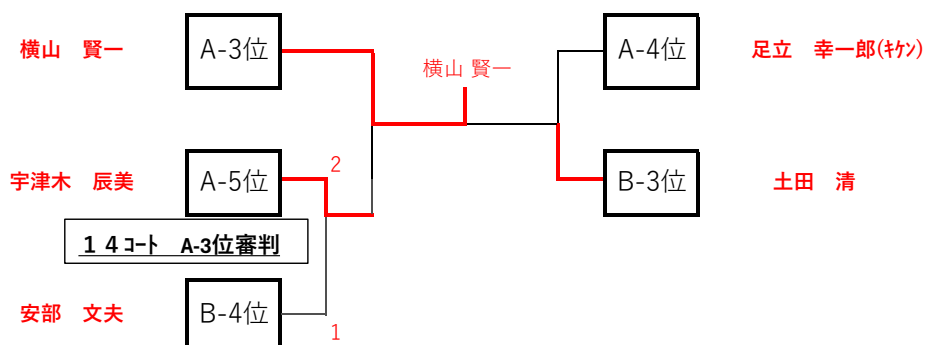 横山　賢一
A-3位
横山 賢一
A-4位
足立　幸一郎(ｷｹﾝ)
宇津木　辰美
A-5位
2
B-3位
土田　清
１４ｺｰﾄ　A-3位審判
安部　文夫
B-4位
1